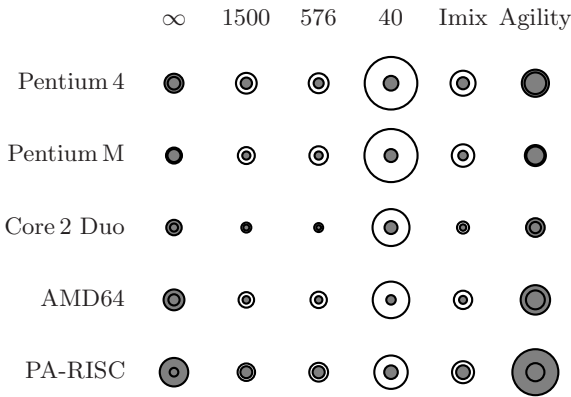 ∞ 1500 576 40 Imix Agility
Pentium 4
Pentium M
Core 2 Duo
AMD64
PA-RISC